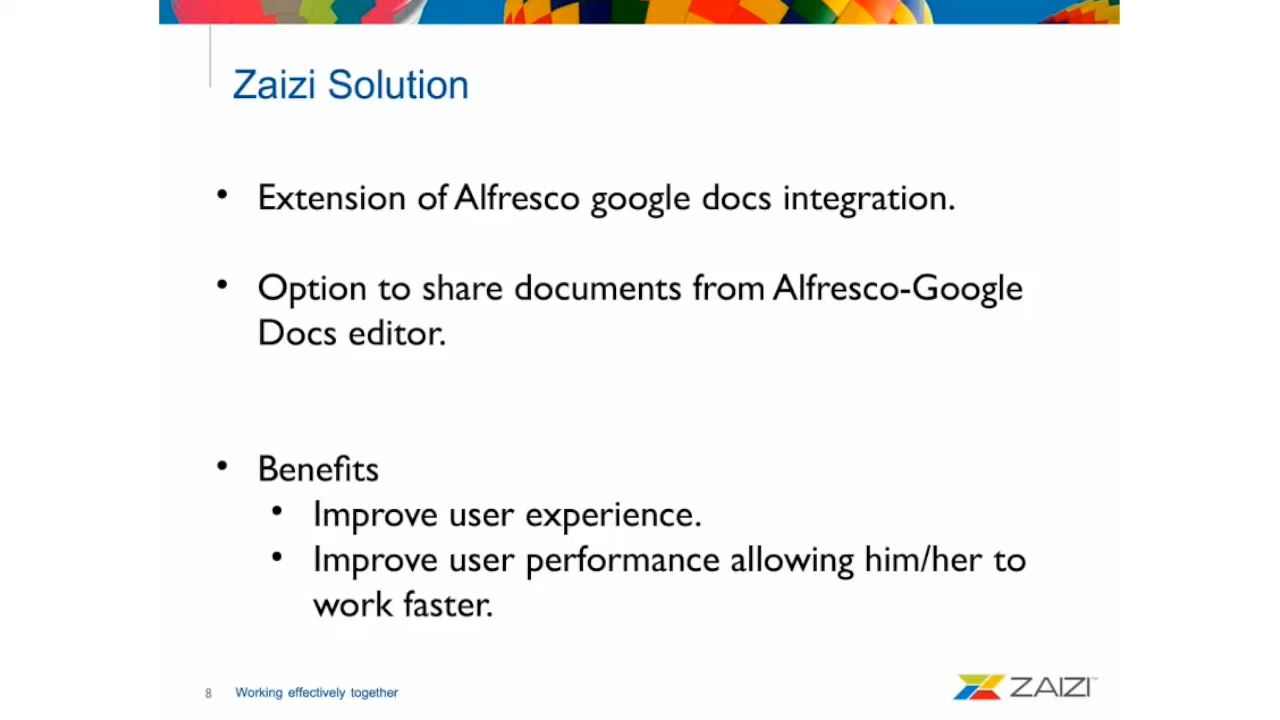 Zaizi Solution
• Extension of Alfresco google docs integration.
• Option to share documents from Alfresco-Google
Docs editor.
• Benefits
• Improve user experience.
• Improve user performance allowing him/her to
work faster.
8 Working effectively together
ZAIZI™